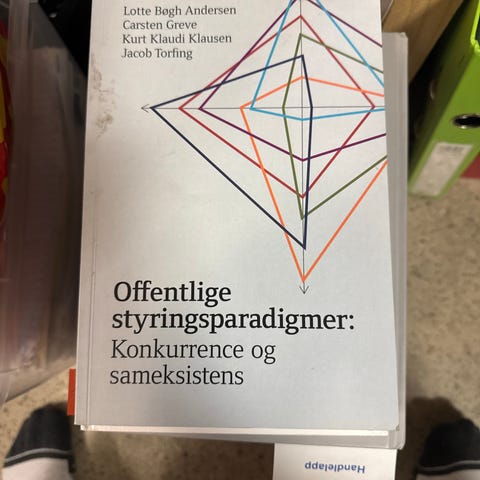 Lotte Bøgh Andersen
Carsten Greve
Kurt Klaudi Klausen
Jacob Torfing
Offentlige
styringsparadigmer:
Konkurrence og
sameksistens
Handlelapp